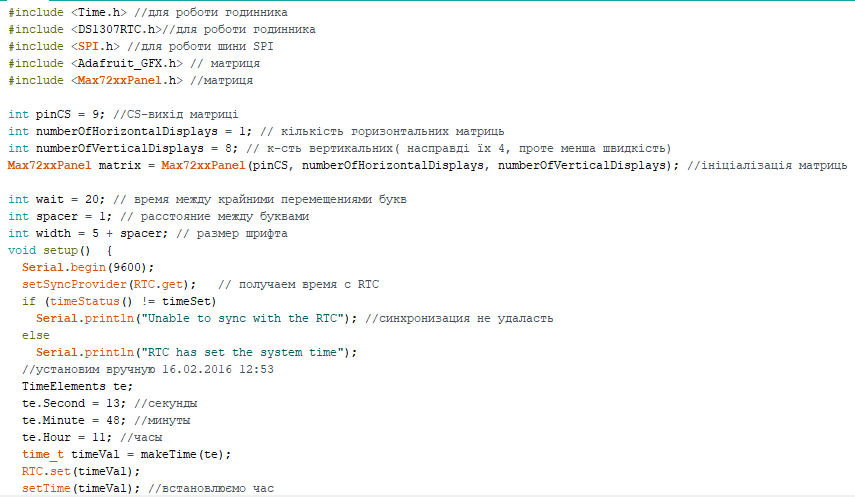 #include <Time.h> //для роботи годинника
#include <DS1307RTC.h>//для роботи годинника
#include <SPI.h> //для роботи шини SPI
#include <Adafruit_GFX.h> // матриця
#include <Max72xxPanel.h> //матриця

int pinCS = 9; //CS-вихід матриці
int numberOfHorizontalDisplays = 1; // кількість горизонтальних матриць
int numberOfVerticalDisplays = 8; // к-сть вертикальних( насправді їх 4, проте менша швидкість)
Max72xxPanel matrix = Max72xxPanel(pinCS, numberOfHorizontalDisplays, numberOfVerticalDisplays); //ініціалізація матриць

int wait = 20; // время между крайними перемещениями букв
int spacer = 1; // расстояние между буквами
int width = 5 + spacer; // размер шрифта
void setup()  {
  Serial.begin(9600);
  setSyncProvider(RTC.get);   // получаем время с RTC
  if (timeStatus() != timeSet)
    Serial.println("Unable to sync with the RTC"); //синхронизация не удаласть
  else
    Serial.println("RTC has set the system time");
  //установим вручную 16.02.2016 12:53
  TimeElements te;
  te.Second = 13; //секунды
  te.Minute = 48; //минуты
  te.Hour = 11; //часы
  time_t timeVal = makeTime(te);
  RTC.set(timeVal);
  setTime(timeVal); //встановлюємо час